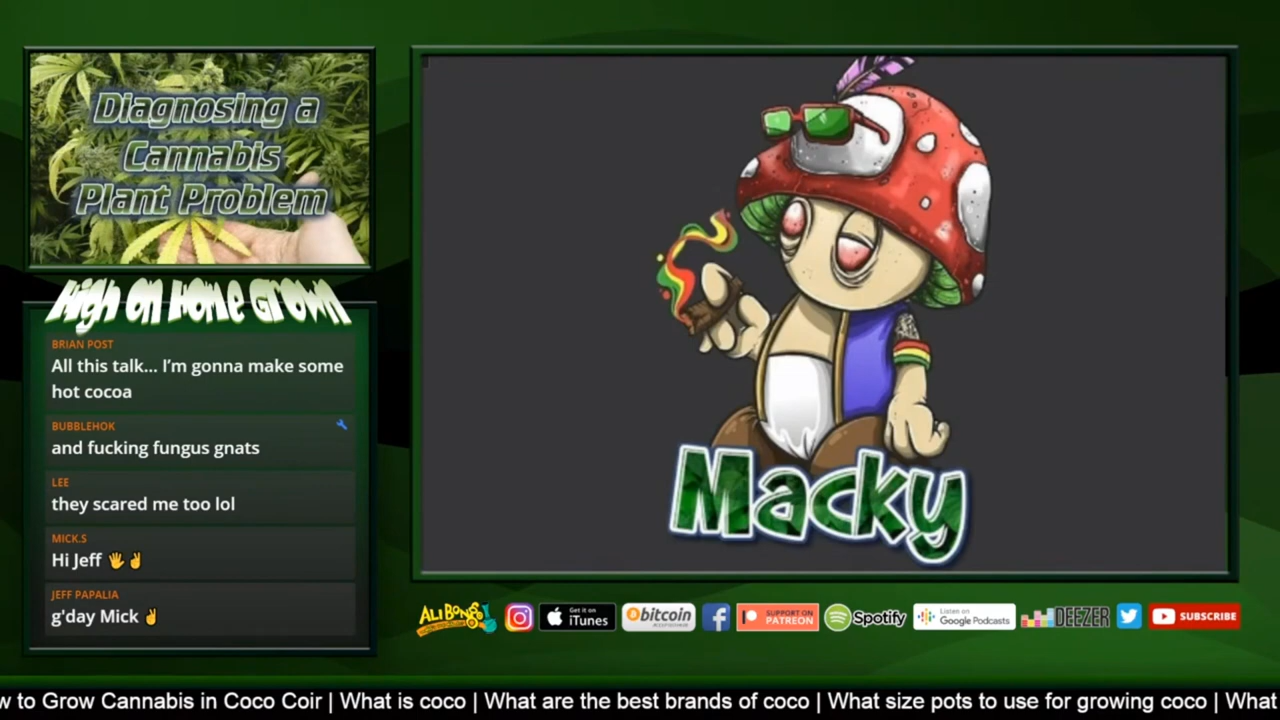 Diagnosing a
Cannabis
Plant Problem
High on Home Grown
BRIAN POST
All this talk... I'm gonna make some
hot cocoa
BUBBLEHOK
and fucking fungus gnats
LEE
they scared me too lol
MICK.S
Hi Jeff 🖐✌
JEFF PAPALIA
g'day Mick ✌
Macky
ALI BONGO
Get it on
iTunes
bitcoin
SUPPORT ON
PATREON
Spotify
Listen on
Google Podcasts
DEEZER
SUBSCRIBE
w to Grow Cannabis in Coco Coir | What is coco | What are the best brands of coco | What size pots to use for growing coco | What